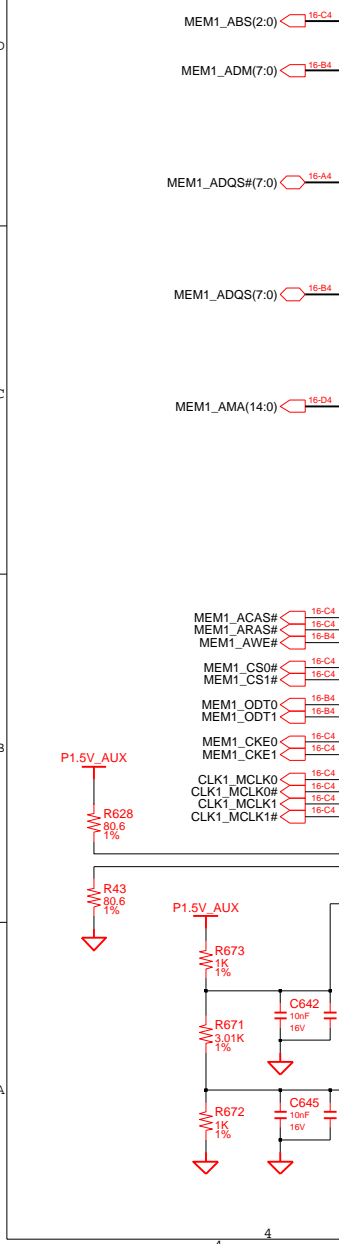 MEM1_ABS(2:0) 16-C4
D
MEM1_ADM(7:0) 16-B4
MEM1_ADQS#(7:0) 16-A4
MEM1_ADQS(7:0) 16-B4
C
MEM1_AMA(14:0) 16-D4
MEM1_ACAS# 16-C4
MEM1_ARAS# 16-C4
MEM1_AWE# 16-B4
MEM1_CS0# 16-C4
MEM1_CS1# 16-C4
MEM1_ODT0 16-B4
MEM1_ODT1 16-B4
MEM1_CKE0 16-C4
B
MEM1_CKE1 16-C4
P1.5V_AUX
CLK1_MCLK0 16-C4
CLK1_MCLK0# 16-C4
CLK1_MCLK1 16-C4
CLK1_MCLK1# 16-C4
R628
80.6
1%
R43
80.6
1%
P1.5V_AUX
R673
1K
1%
C642
10nF
16V
R671
3.01K
1%
A
C645
10nF
16V
R672
1K
1%
4